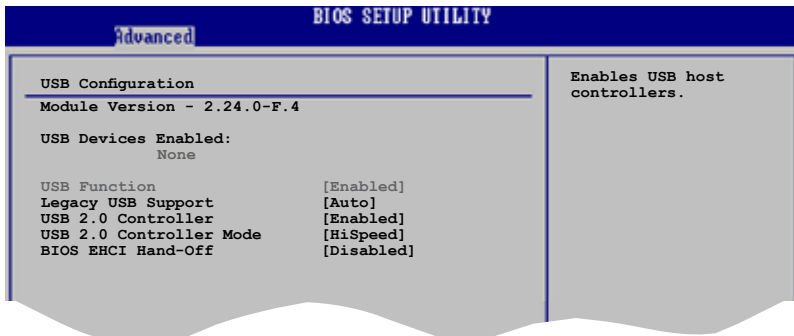 BIOS SETUP UTILITY
Advanced
USB Configuration
Module Version - 2.24.0-F.4
USB Devices Enabled:
None
USB Function [Enabled]
Legacy USB Support [Auto]
USB 2.0 Controller [Enabled]
USB 2.0 Controller Mode [HiSpeed]
BIOS EHCI Hand-Off [Disabled]
Enables USB host
controllers.